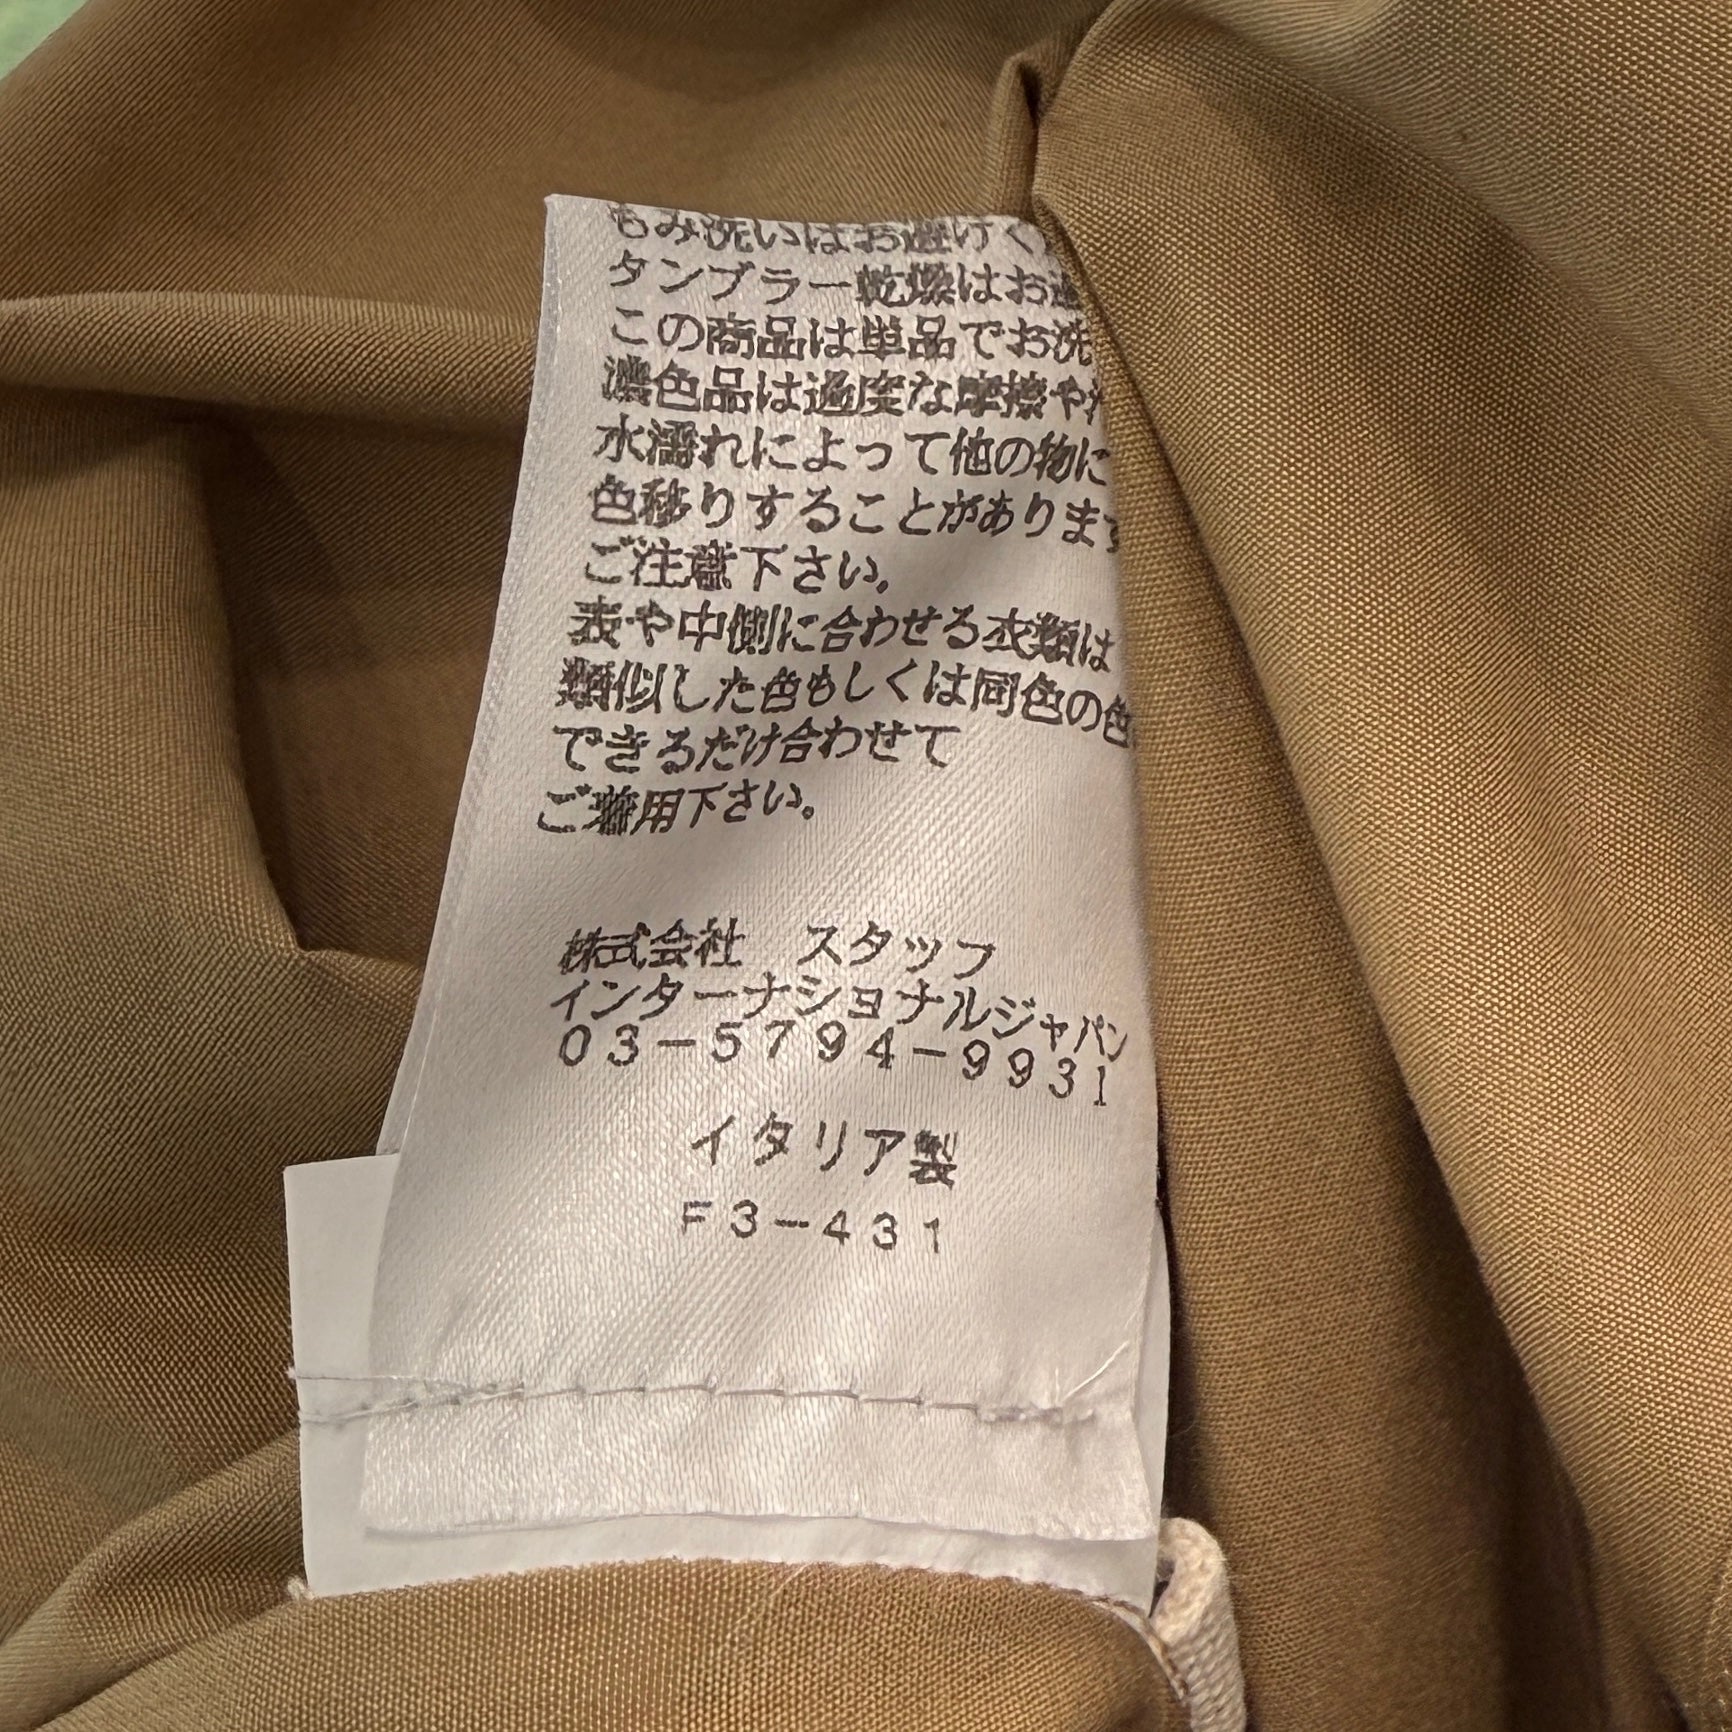 もみ洗いはお避けく
タンブラー乾燥はお避
この商品は単品でお洗
濃色品は過度な摩擦や
水濡れによって他の物に
色移りすることがあります
ご注意下さい。
表や中側に合わせる衣類は
類似した色もしくは同色の色
できるだけ合わせて
ご着用下さい。
株式会社　スタッフ
インターナショナルジャパン
03-5794-9931
イタリア製
F3-431